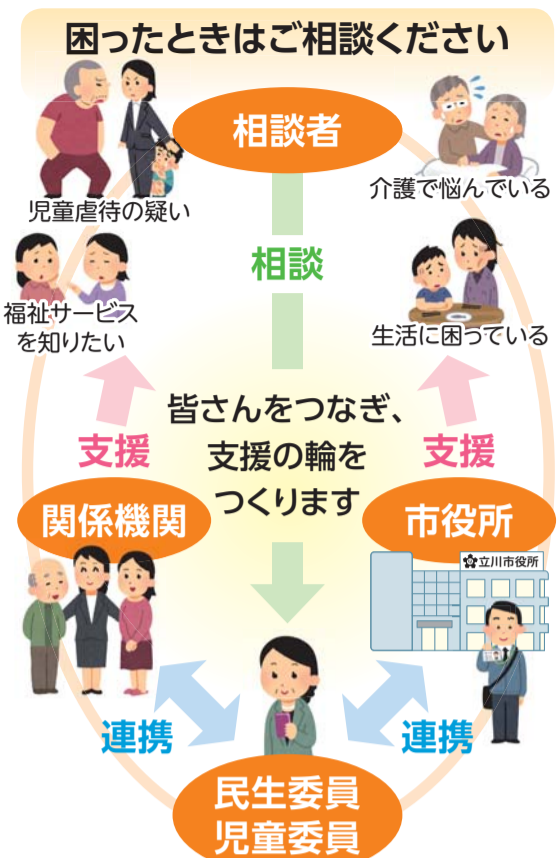 困ったときはご相談ください
相談者
児童虐待の疑い
介護で悩んでいる
相談
福祉サービス
を知りたい
生活に困っている
皆さんをつなぎ、
支援の輪を
つくります
支援
支援
関係機関
市役所
立川市役所
連携
連携
民生委員
児童委員